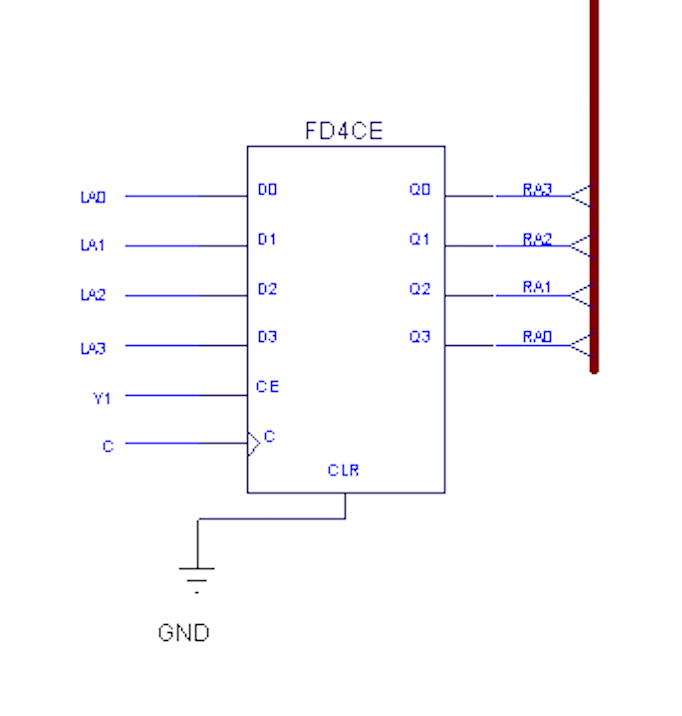 FD4CE
LA0 D0 Q0 RA3
LA1 D1 Q1 RA2
LA2 D2 Q2 RA1
LA3 D3 Q3 RA0
Y1 CE
C C
CLR
GND